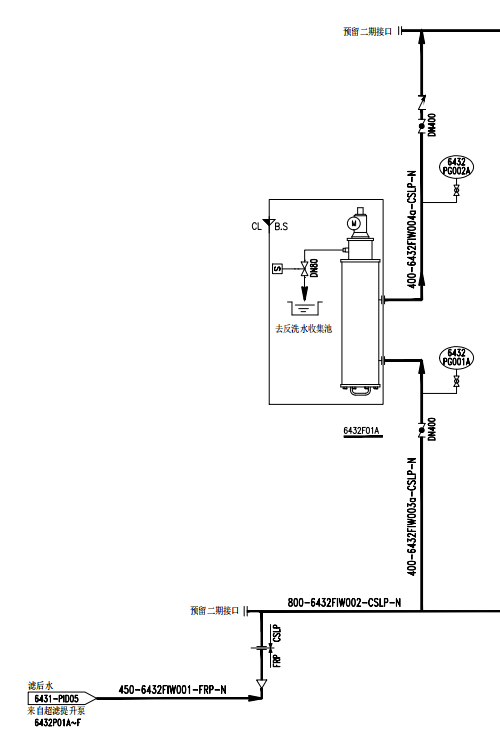 预留二期接口
DN400
6432
PG002A
400-6432FIW004a-CSLP-N
CL
B.S
M
S
DN80
去反洗水收集池
6432
PG001A
6432F01A
DN400
400-6432FIW003a-CSLP-N
800-6432FIW002-CSLP-N
预留二期接口
CSLP
FRP
滤后水
6431-PID05
450-6432FIW001-FRP-N
来自超滤提升泵
6432P01A~F